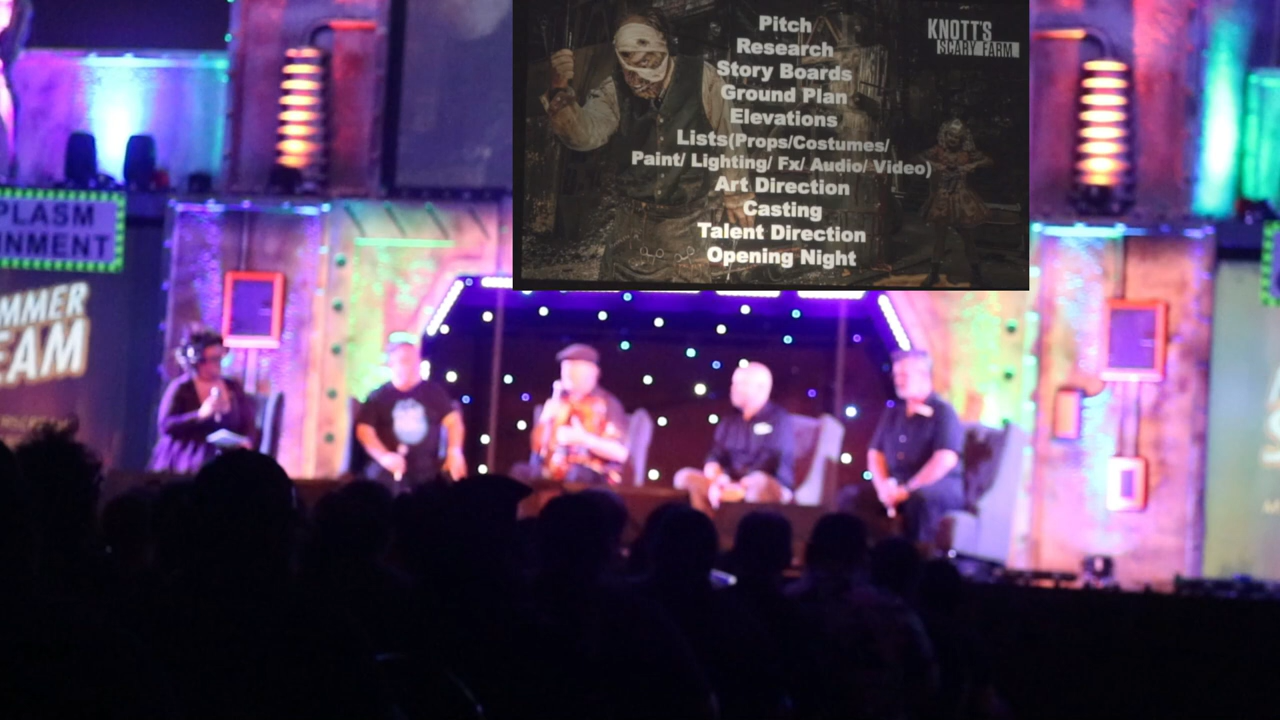 Pitch
Research
Story Boards
Ground Plan
Elevations
Lists(Props/Costumes/
Paint/ Lighting/ Fx/ Audio/ Video)
Art Direction
Casting
Talent Direction
Opening Night
KNOTT'S
SCARY FARM
PLASM
INMENT
MMER
EAM